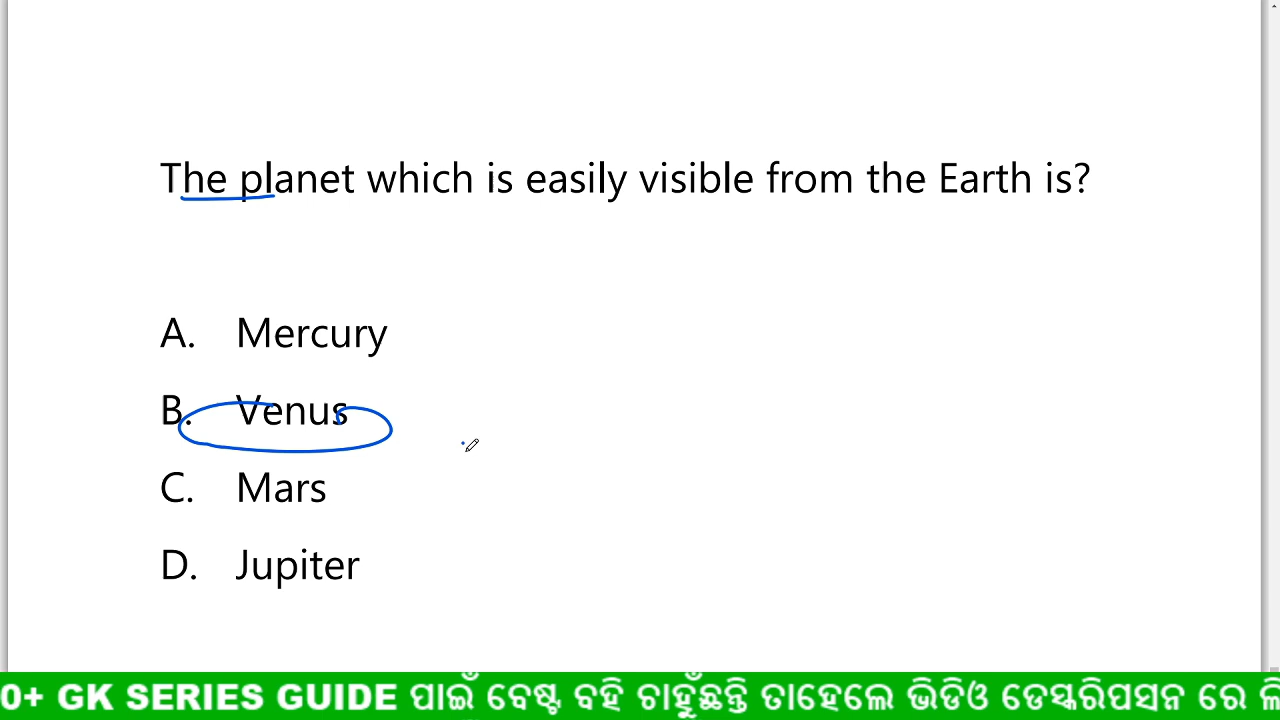 The planet which is easily visible from the Earth is?
A. Mercury
B. Venus
C. Mars
D. Jupiter
0+ GK SERIES GUIDE ପାଇଁ ବେଷ୍ଟ ବହି ଚାହୁଁଛନ୍ତି ତାହେଲେ ଭିଡିଓ ଡେସ୍କରିପସନ ରେ ଲି